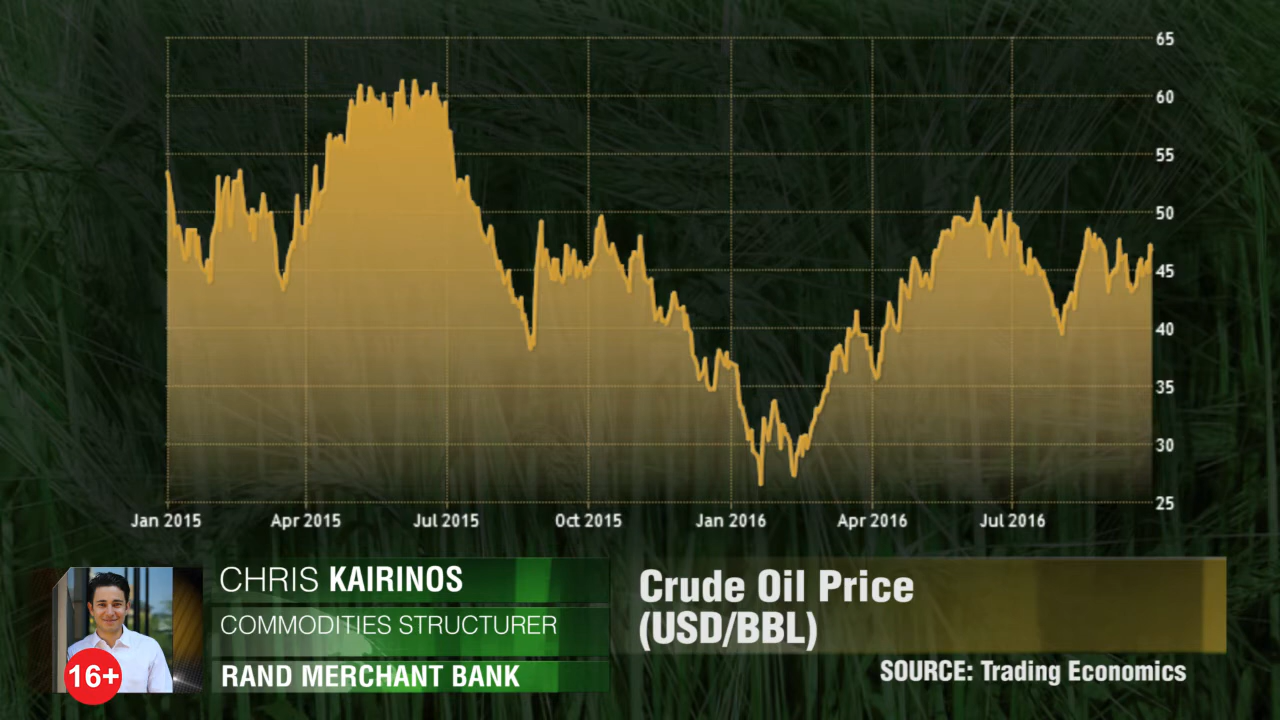 65
60
55
50
45
40
35
30
25
Jan 2015 Apr 2015 Jul 2015 Oct 2015 Jan 2016 Apr 2016 Jul 2016
CHRIS KAIRINOS
COMMODITIES STRUCTURER
RAND MERCHANT BANK
16+
Crude Oil Price
(USD/BBL)
SOURCE: Trading Economics